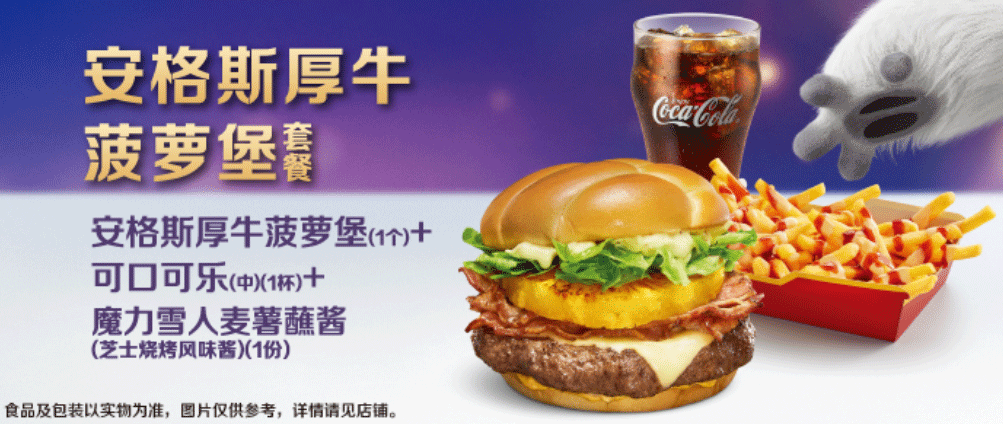 安格斯厚牛
菠萝堡套餐
安格斯厚牛菠萝堡(1个)+
可口可乐(中)(1杯)+
魔力雪人麦薯蘸酱
(芝士烧烤风味酱)(1份)
食品及包装以实物为准，图片仅供参考，详情请见店铺。
Coca-Cola